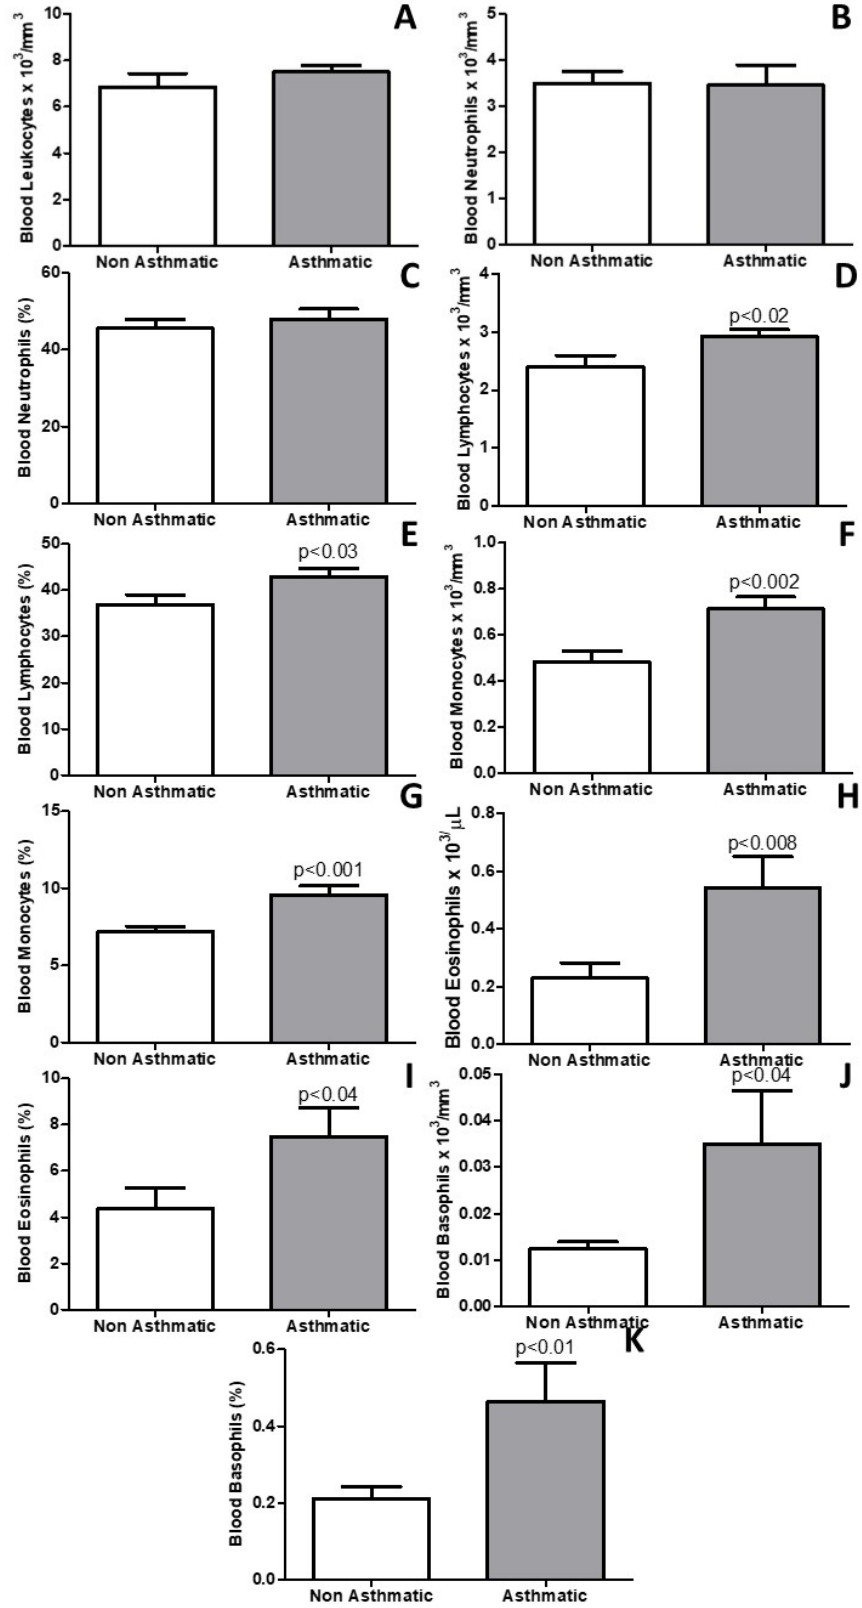 A
Blood Leukocytes x 10³/mm³
10
8
6
4
2
0
Non Asthmatic
Asthmatic
B
Blood Neutrophils x 10³/mm³
5
4
3
2
1
0
Non Asthmatic
Asthmatic
C
Blood Neutrophils (%)
60
40
20
0
Non Asthmatic
Asthmatic
D
Blood Lymphocytes x 10³/mm³
4
3
2
1
0
p<0.02
Non Asthmatic
Asthmatic
E
Blood Lymphocytes (%)
50
40
30
20
10
0
p<0.03
Non Asthmatic
Asthmatic
F
Blood Monocytes x 10³/mm³
1.0
0.8
0.6
0.4
0.2
0.0
p<0.002
Non Asthmatic
Asthmatic
G
Blood Monocytes (%)
15
10
5
0
p<0.001
Non Asthmatic
Asthmatic
H
Blood Eosinophils x 10³/μL
0.8
0.6
0.4
0.2
0.0
p<0.008
Non Asthmatic
Asthmatic
I
Blood Eosinophils (%)
10
8
6
4
2
0
p<0.04
Non Asthmatic
Asthmatic
J
Blood Basophils x 10³/mm³
0.05
0.04
0.03
0.02
0.01
0.00
p<0.04
Non Asthmatic
Asthmatic
K
Blood Basophils (%)
0.6
0.4
0.2
0.0
p<0.01
Non Asthmatic
Asthmatic